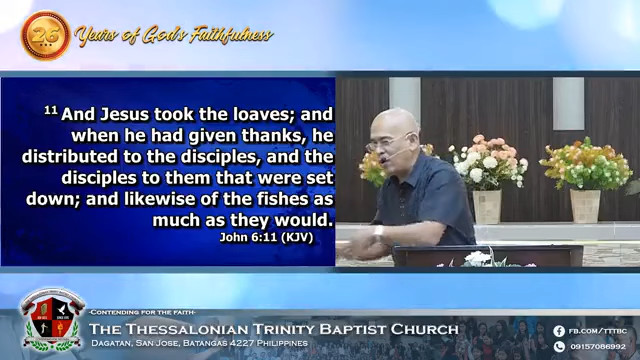 26
Years of God's Faithfulness
11 And Jesus took the loaves; and
when he had given thanks, he
distributed to the disciples, and the
disciples to them that were set
down; and likewise of the fishes as
much as they would.
John 6:11 (KJV)
-Contending for the faith-
The Thessalonian Trinity Baptist Church
Dagatan, San Jose, Batangas 4227 Philippines
FB.COM/TTTBC
09157086992